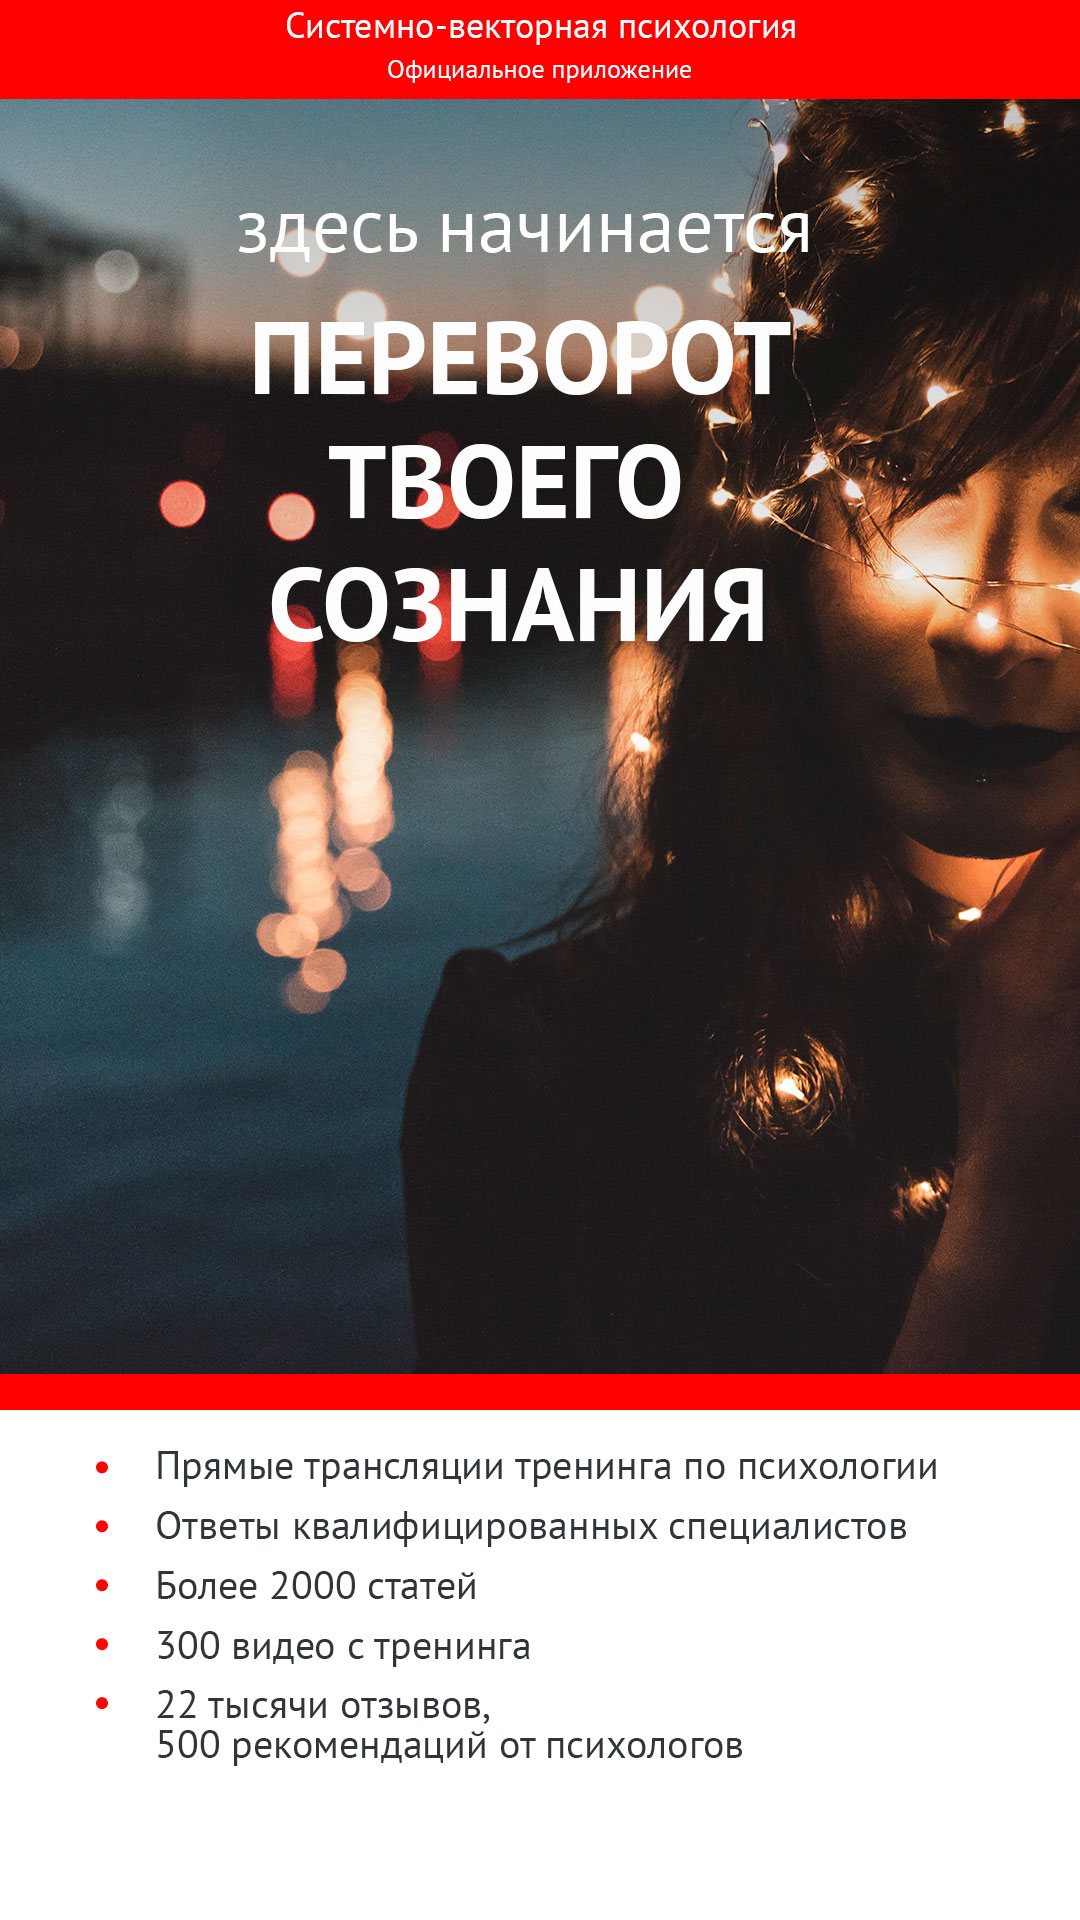 Системно-векторная психология
Официальное приложение
здесь начинается
ПЕРЕВОРОТ
ТВОЕГО
СОЗНАНИЯ
• Прямые трансляции тренинга по психологии
• Ответы квалифицированных специалистов
• Более 2000 статей
• 300 видео с тренинга
• 22 тысячи отзывов,
500 рекомендаций от психологов